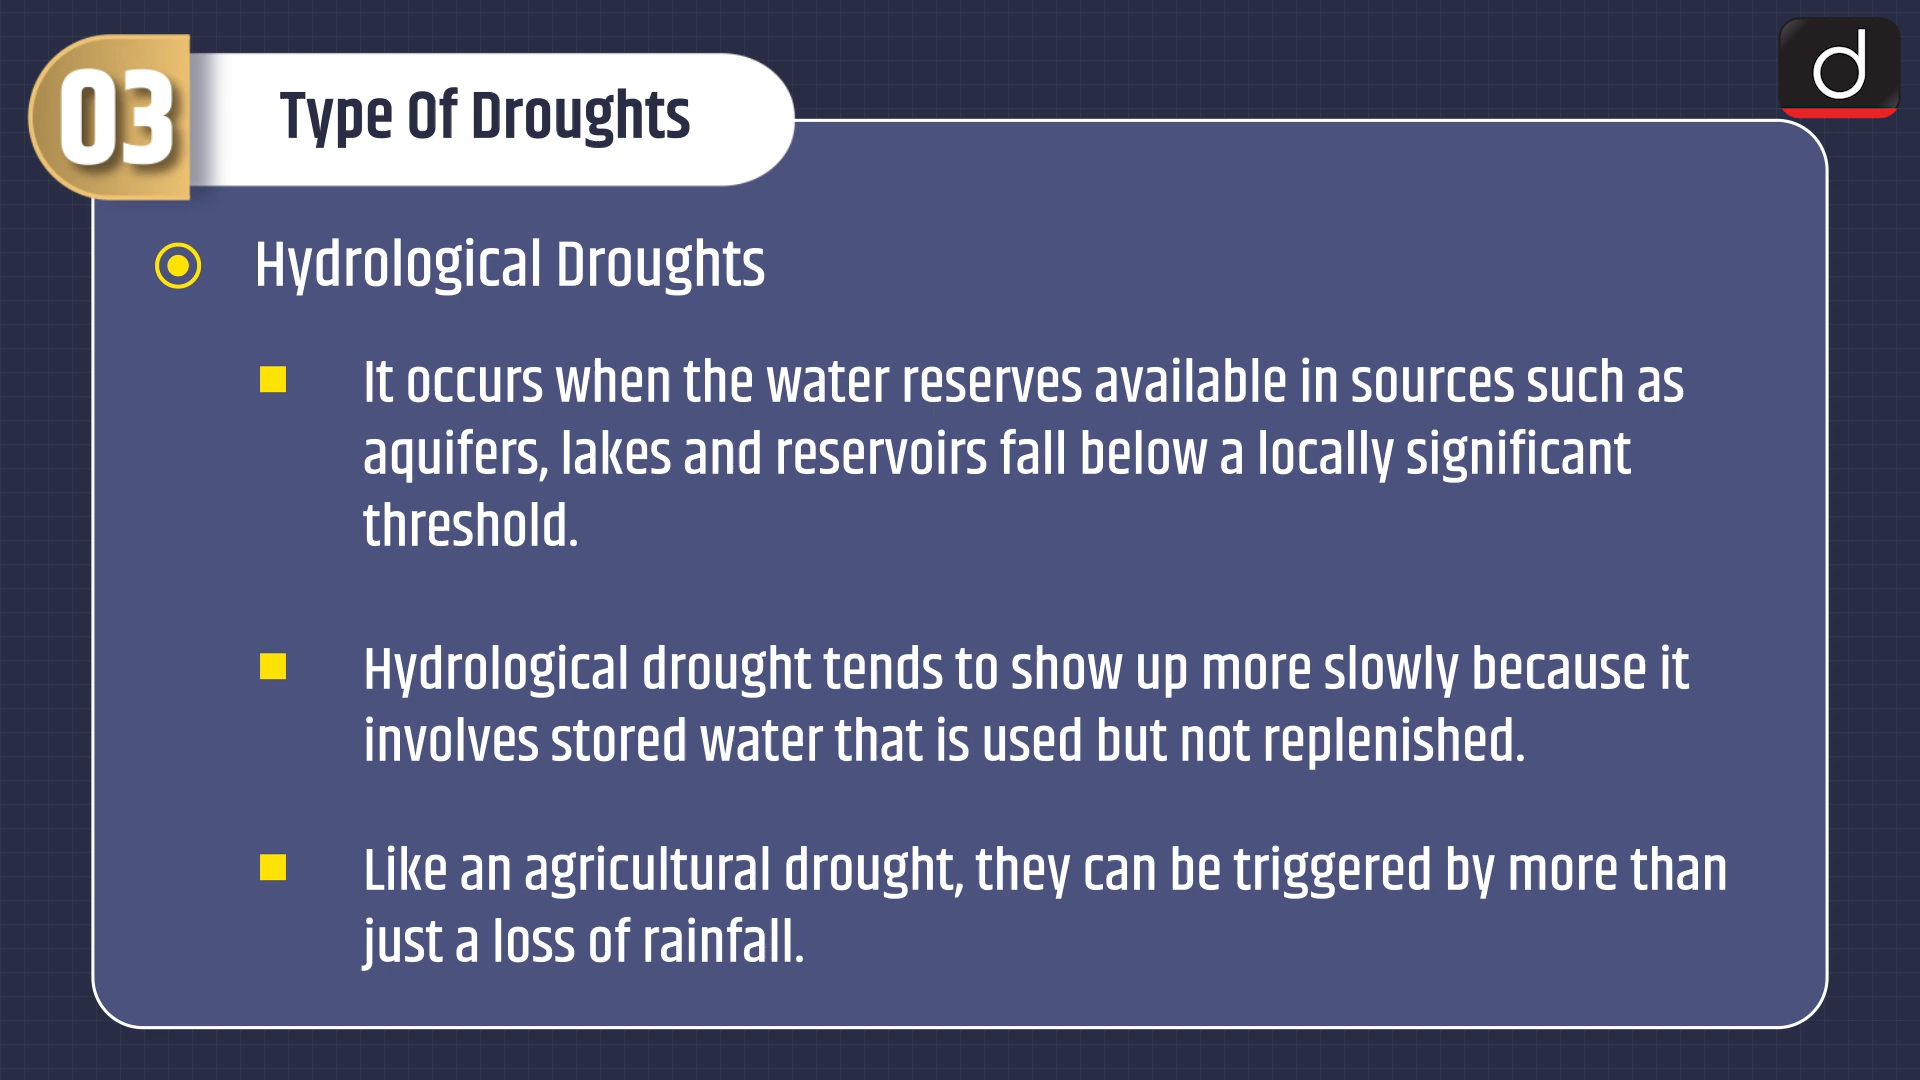 03
Type Of Droughts
d
Hydrological Droughts
It occurs when the water reserves available in sources such as
aquifers, lakes and reservoirs fall below a locally significant
threshold.
Hydrological drought tends to show up more slowly because it
involves stored water that is used but not replenished.
Like an agricultural drought, they can be triggered by more than
just a loss of rainfall.